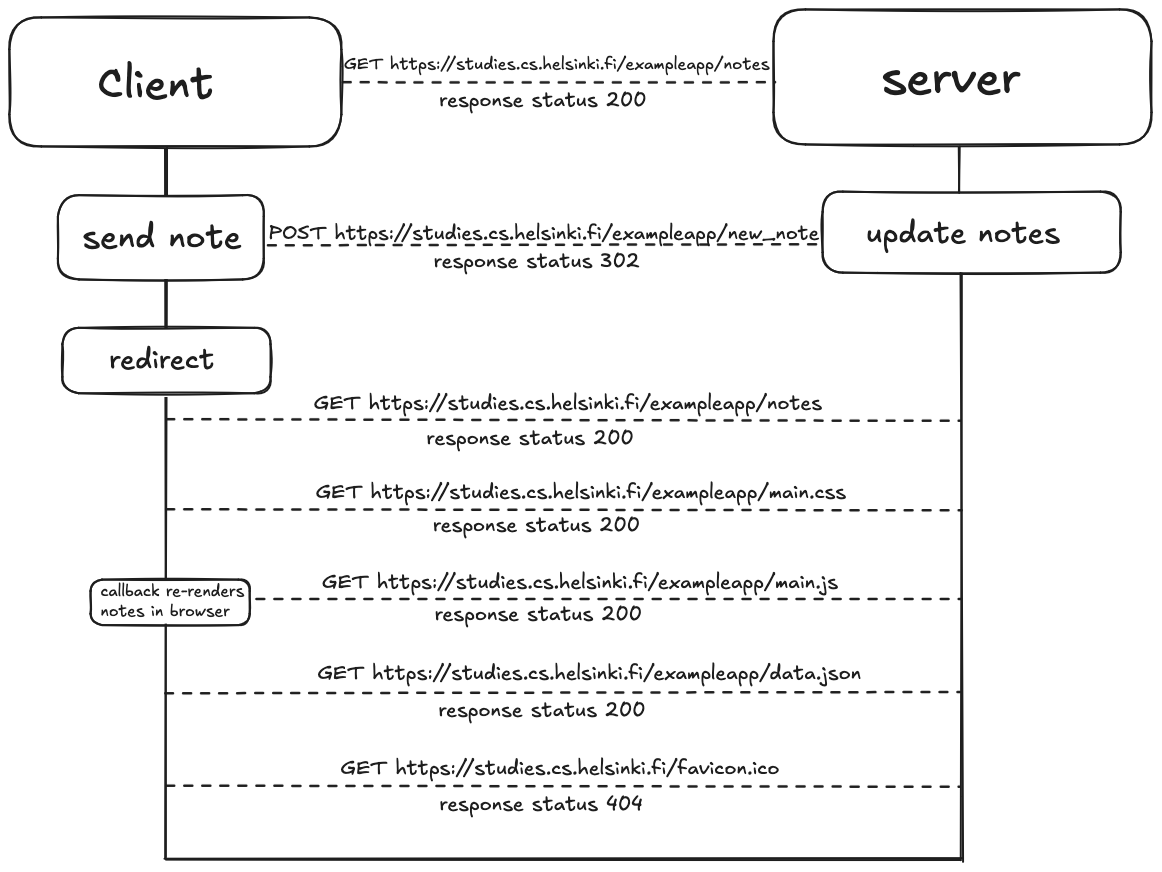 Client
GET https://studies.cs.helsinki.fi/exampleapp/notes
response status 200
server
send note
POST https://studies.cs.helsinki.fi/exampleapp/new_note
response status 302
update notes
redirect
GET https://studies.cs.helsinki.fi/exampleapp/notes
response status 200
GET https://studies.cs.helsinki.fi/exampleapp/main.css
response status 200
callback re-renders
notes in browser
GET https://studies.cs.helsinki.fi/exampleapp/main.js
response status 200
GET https://studies.cs.helsinki.fi/exampleapp/data.json
response status 200
GET https://studies.cs.helsinki.fi/favicon.ico
response status 404